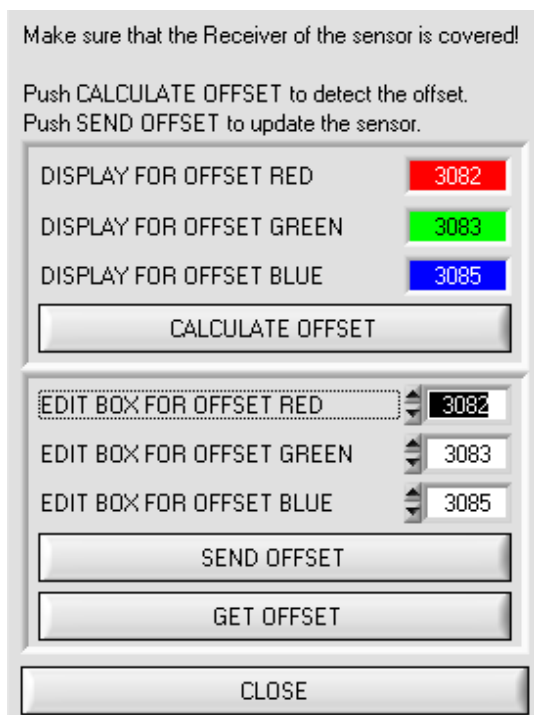 Make sure that the Receiver of the sensor is covered!
Push CALCULATE OFFSET to detect the offset.
Push SEND OFFSET to update the sensor.
DISPLAY FOR OFFSET RED 3082
DISPLAY FOR OFFSET GREEN 3083
DISPLAY FOR OFFSET BLUE 3085
CALCULATE OFFSET
EDIT BOX FOR OFFSET RED 3082
EDIT BOX FOR OFFSET GREEN 3083
EDIT BOX FOR OFFSET BLUE 3085
SEND OFFSET
GET OFFSET
CLOSE